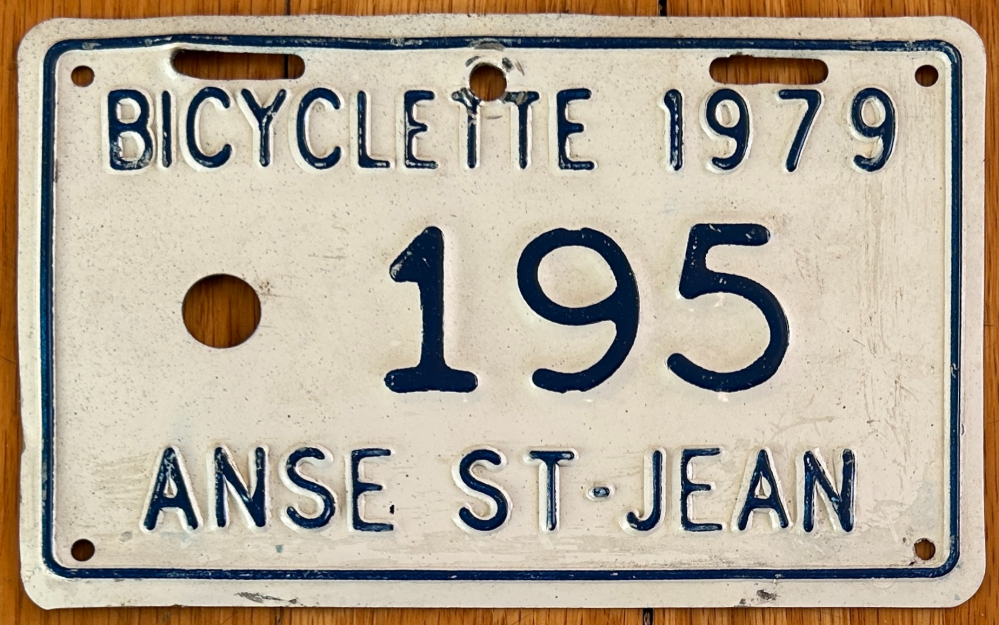 BICYCLETTE 1979
195
ANSE ST-JEAN